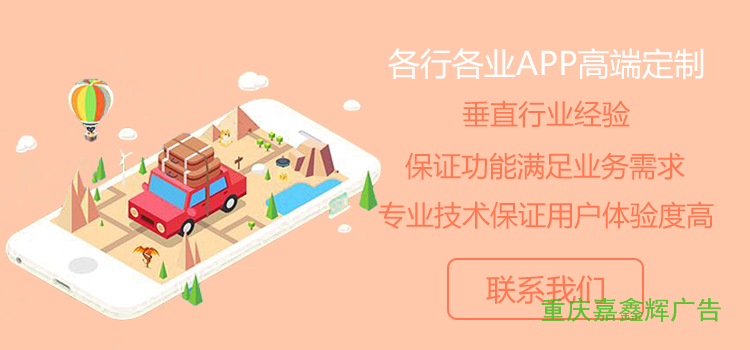 各行各业APP高端定制
垂直行业经验
保证功能满足业务需求
专业技术保证用户体验度高
联系我们
重庆嘉鑫辉广告